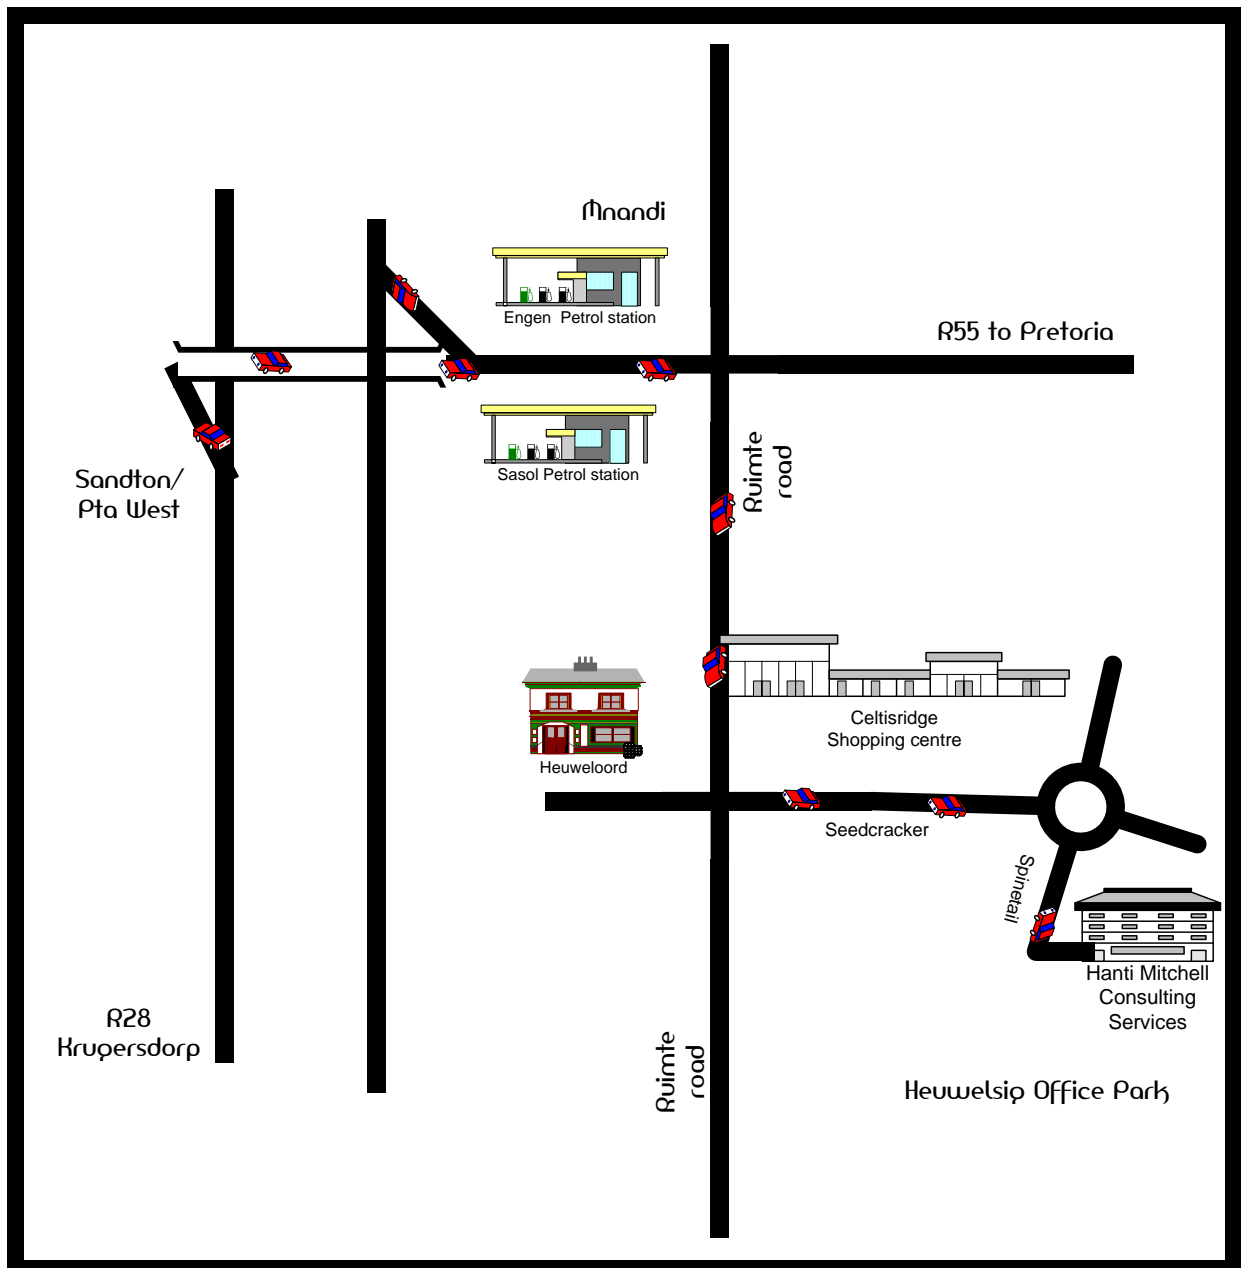 Mnandi
Engen Petrol station
R55 to Pretoria
Sasol Petrol station
Ruimte
road
Sandton/
Pta West
Celtisridge
Shopping centre
Heuweloord
Seedcracker
Spinetail
Hanti Mitchell
Consulting
Services
R28
Krugersdorp
Ruimte
road
Heuwelsig Office Park